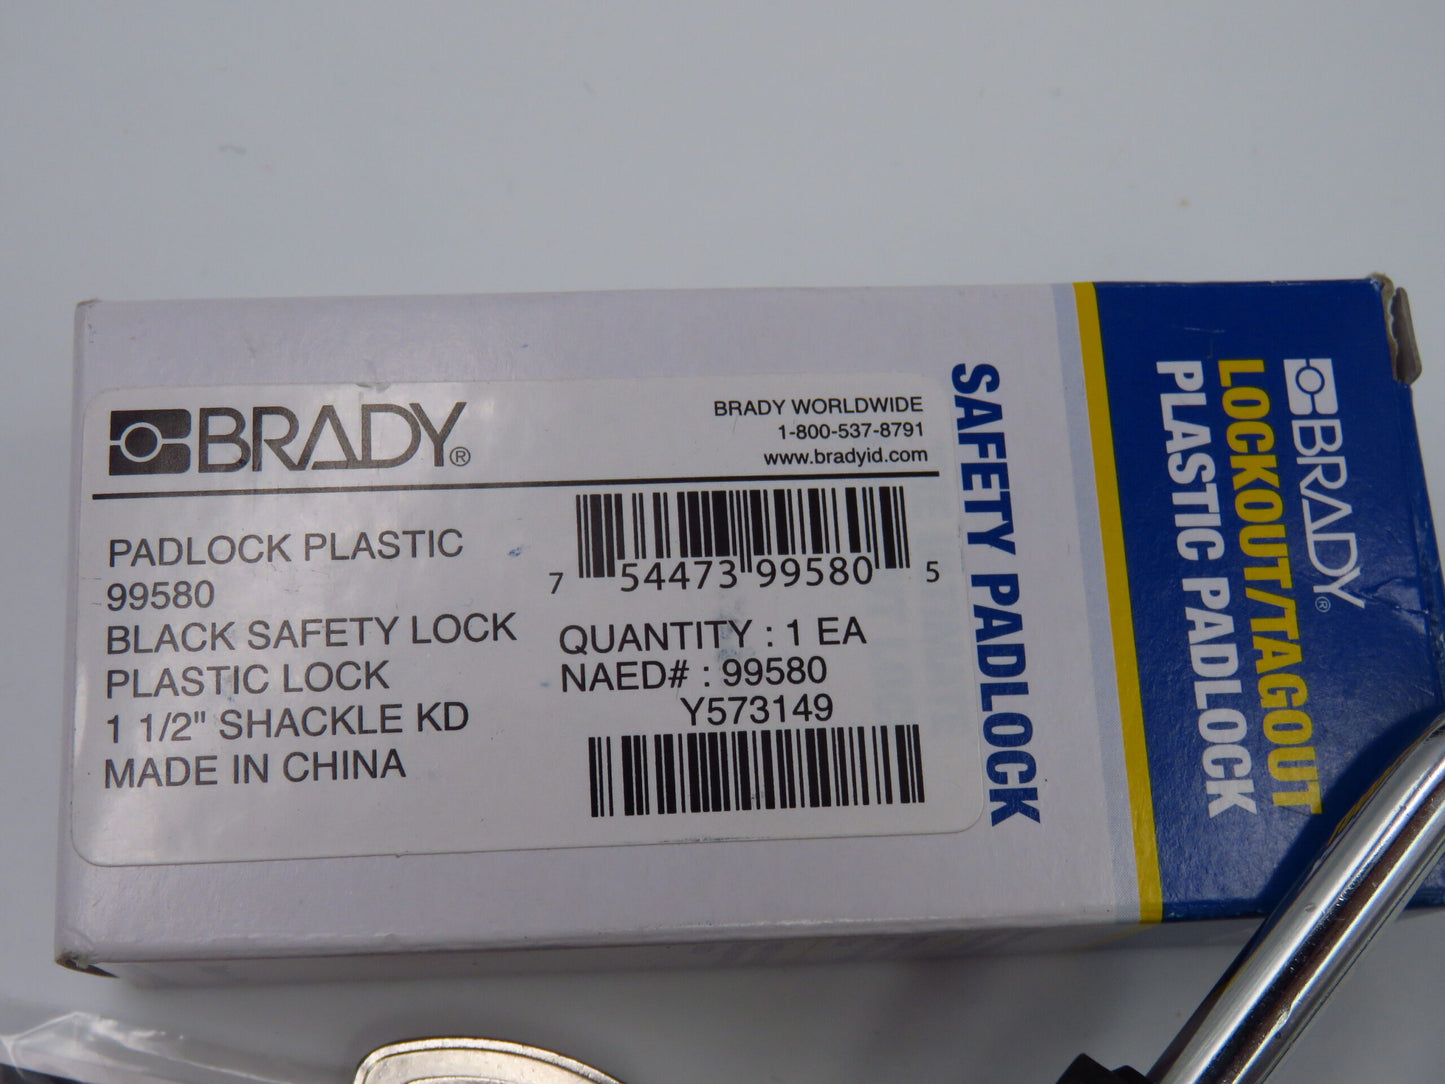 BRADY®
BRADY WORLDWIDE
1-800-537-8791
www.bradyid.com
PADLOCK PLASTIC
99580
BLACK SAFETY LOCK
PLASTIC LOCK
1 1/2" SHACKLE KD
MADE IN CHINA
7 54473 99580 5
QUANTITY : 1 EA
NAED# : 99580
Y573149
SAFETY PADLOCK
BRADY®
LOCKOUT/TAGOUT
PLASTIC PADLOCK